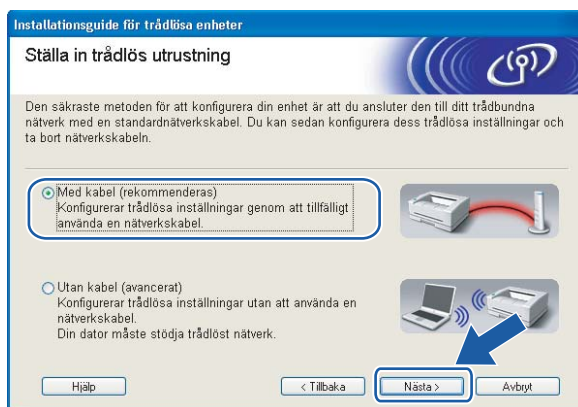 Installationsguide för trådlösa enheter
Ställa in trådlös utrustning
Den säkraste metoden för att konfigurera din enhet är att du ansluter den till ditt trådbundna
nätverk med en standardnätverkskabel. Du kan sedan konfigurera dess trådlösa inställningar och
ta bort nätverkskabeln.
Med kabel (rekommenderas)
Konfigurerar trådlösa inställningar genom att tillfälligt
använda en nätverkskabel.
Utan kabel (avancerat)
Konfigurerar trådlösa inställningar utan att använda en
nätverkskabel.
Din dator måste stödja trådlöst nätverk.
Hjälp
< Tillbaka
Nästa >
Avbryt